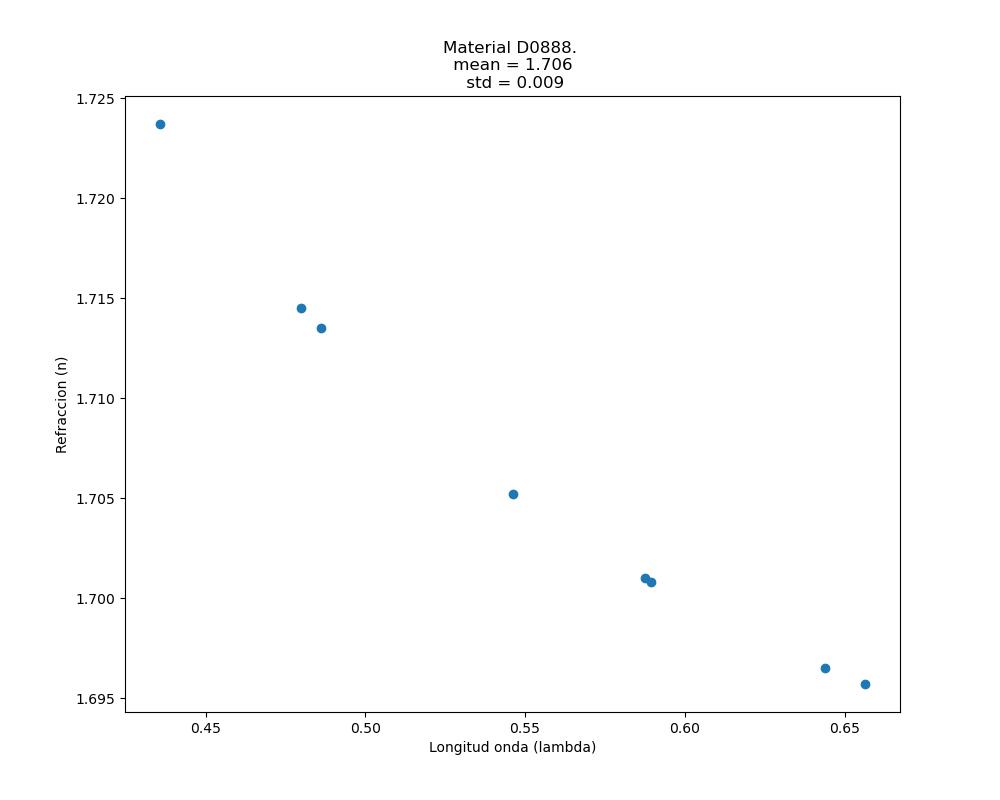 Material D0888.
mean = 1.706
std = 0.009
1.725
1.720
1.715
1.710
1.705
1.700
1.695
Refraccion (n)
0.45
0.50
0.55
0.60
0.65
Longitud onda (lambda)